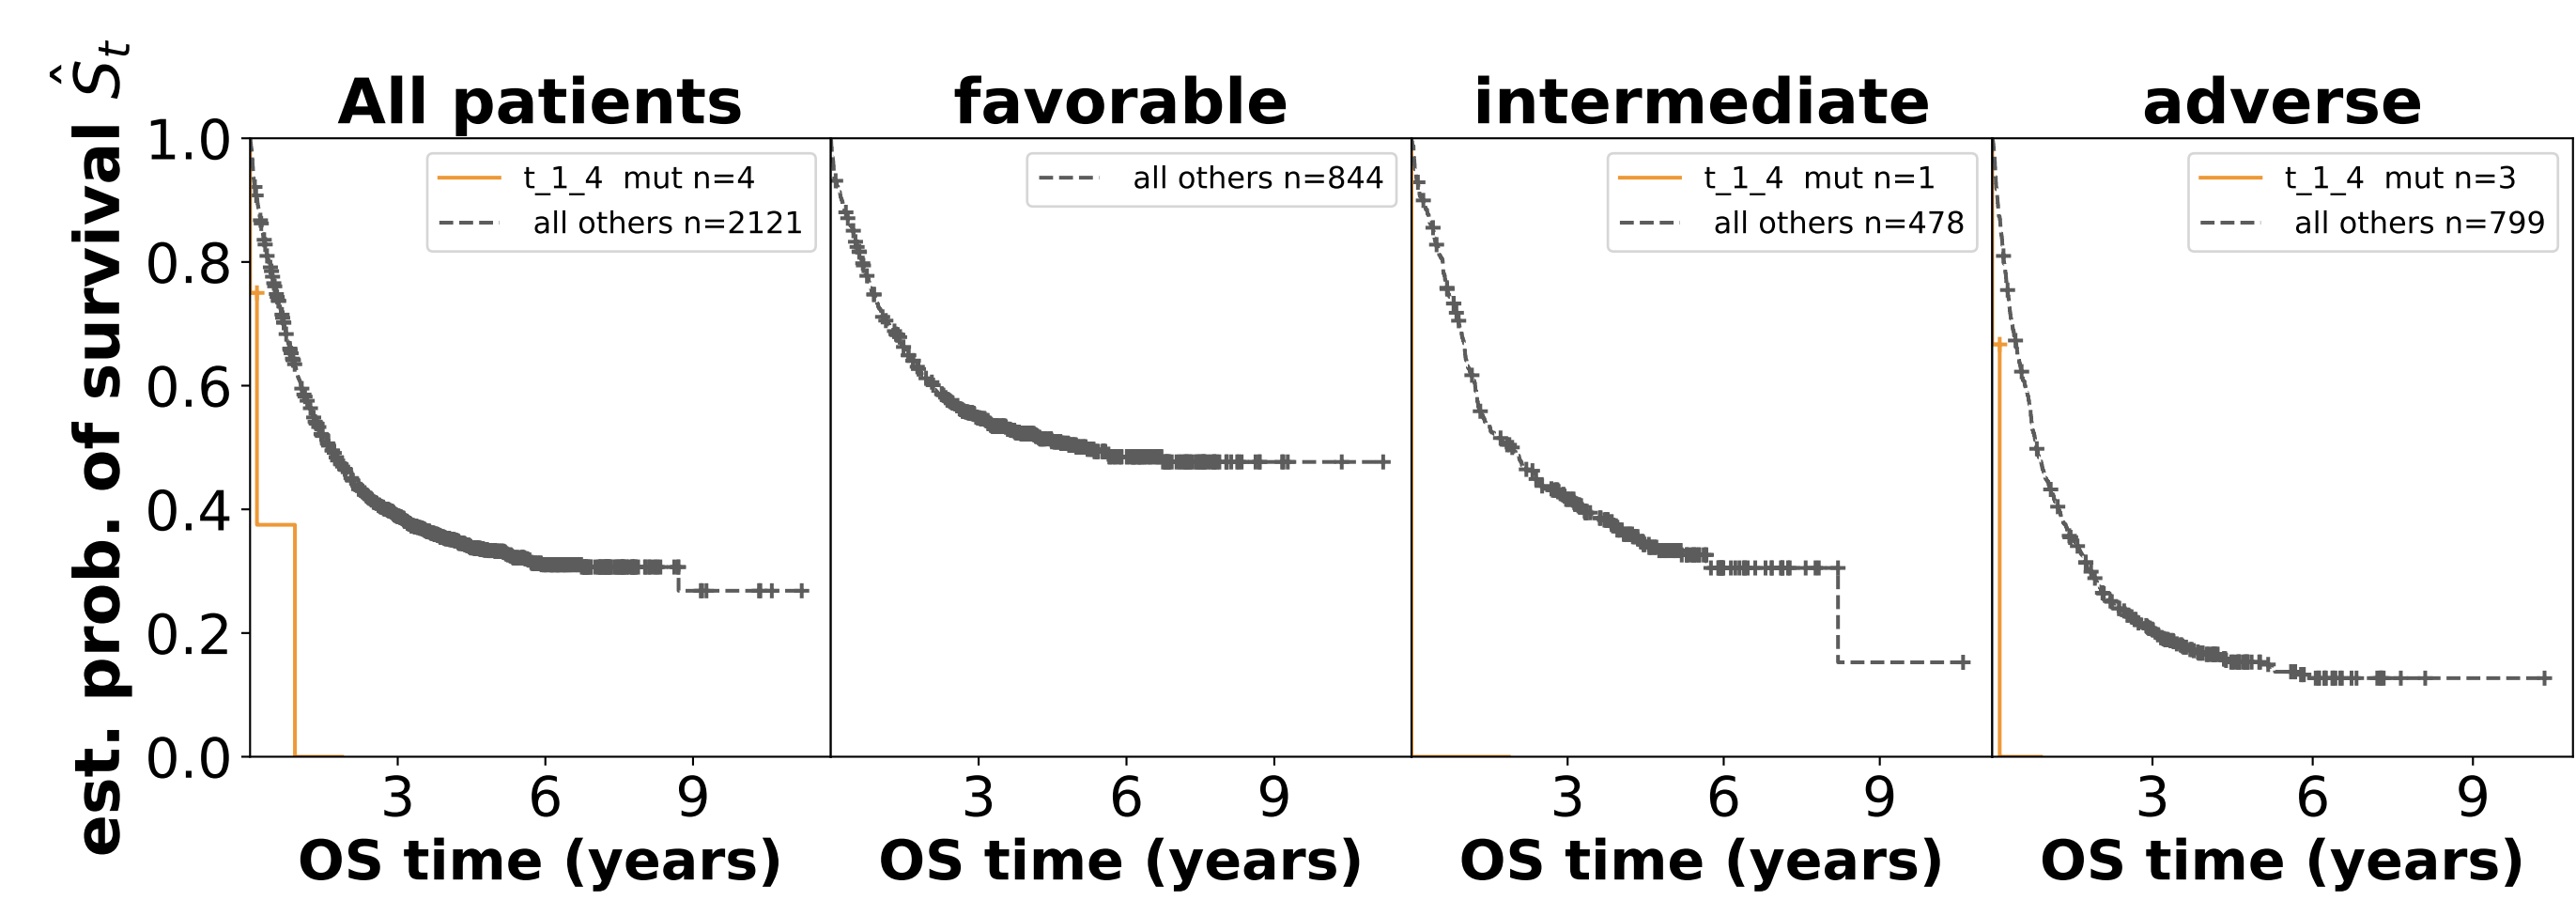 est. prob. of survival Ŝt
All patients
1.0
0.8
0.6
0.4
0.2
0.0
t_1_4 mut n=4
all others n=2121
3 6 9
OS time (years)
favorable
all others n=844
3 6 9
OS time (years)
intermediate
t_1_4 mut n=1
all others n=478
3 6 9
OS time (years)
adverse
t_1_4 mut n=3
all others n=799
3 6 9
OS time (years)